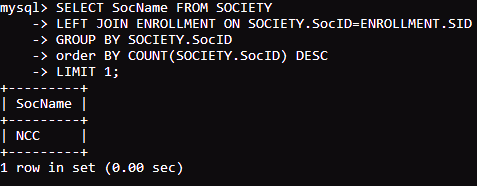 mysql> SELECT SocName FROM SOCIETY
    -> LEFT JOIN ENROLLMENT ON SOCIETY.SocID=ENROLLMENT.SID
    -> GROUP BY SOCIETY.SocID
    -> order BY COUNT(SOCIETY.SocID) DESC
    -> LIMIT 1;
+---------+
| SocName |
+---------+
| NCC     |
+---------+
1 row in set (0.00 sec)